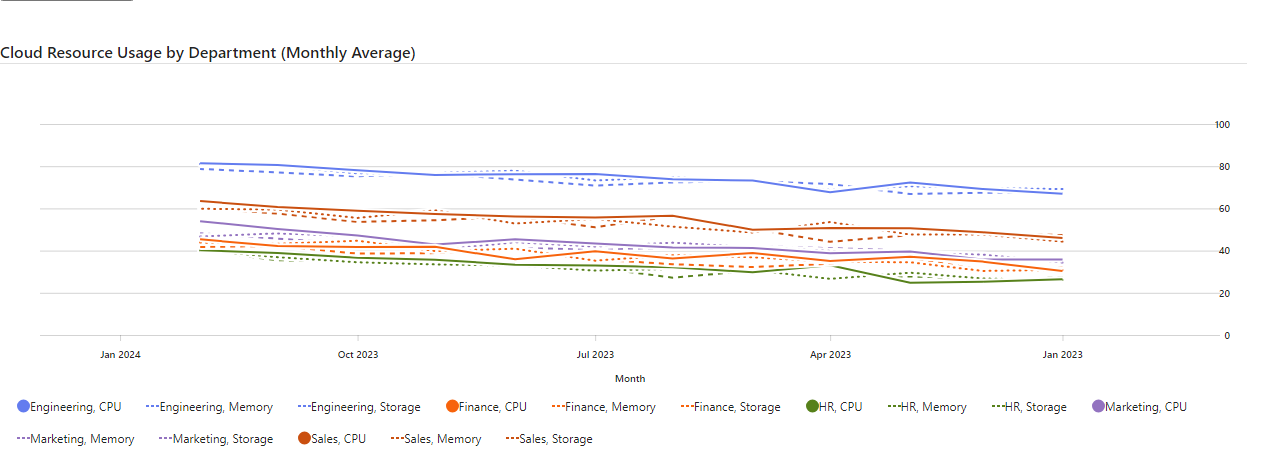 Cloud Resource Usage by Department (Monthly Average)
100
80
60
40
20
0
Jan 2024 Oct 2023 Jul 2023 Apr 2023 Jan 2023
Month
Engineering, CPU Engineering, Memory Engineering, Storage Finance, CPU Finance, Memory Finance, Storage HR, CPU HR, Memory HR, Storage Marketing, CPU
Marketing, Memory Marketing, Storage Sales, CPU Sales, Memory Sales, Storage